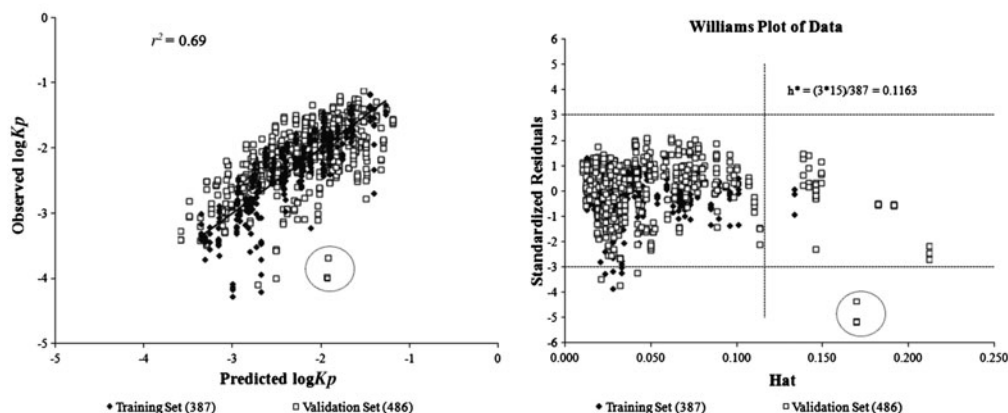 0
r² = 0.69
-1
-2
-3
-4
-5
-5
-4
-3
-2
-1
0
Observed logKp
Predicted logKp
Training Set (387)
Validation Set (486)
Williams Plot of Data
6
5
4
3
2
1
0
-1
-2
-3
-4
-5
-6
h* = (3*15)/387 = 0.1163
0.000
0.050
0.100
0.150
0.200
0.250
Standardized Residuals
Hat
Training Set (387)
Validation Set (486)